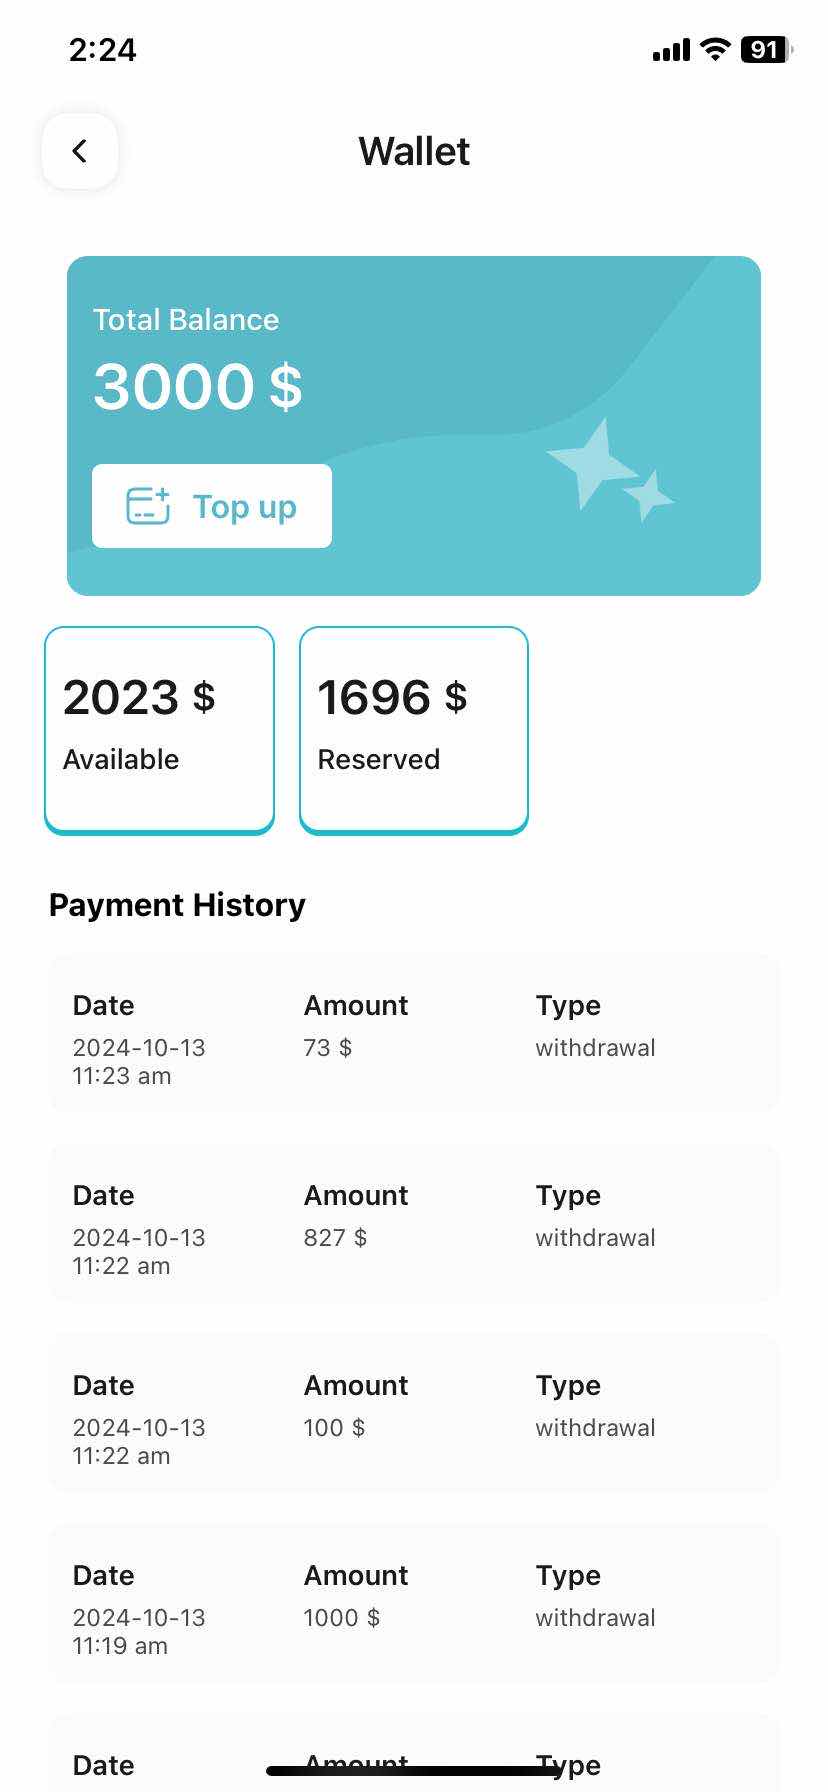 2:24
91
Wallet
Total Balance
3000 $
Top up
2023 $
1696 $
Available
Reserved
Payment History
Date Amount Type
2024-10-13 73 $ withdrawal
11:23 am
Date Amount Type
2024-10-13 827 $ withdrawal
11:22 am
Date Amount Type
2024-10-13 100 $ withdrawal
11:22 am
Date Amount Type
2024-10-13 1000 $ withdrawal
11:19 am
Date Amount Type